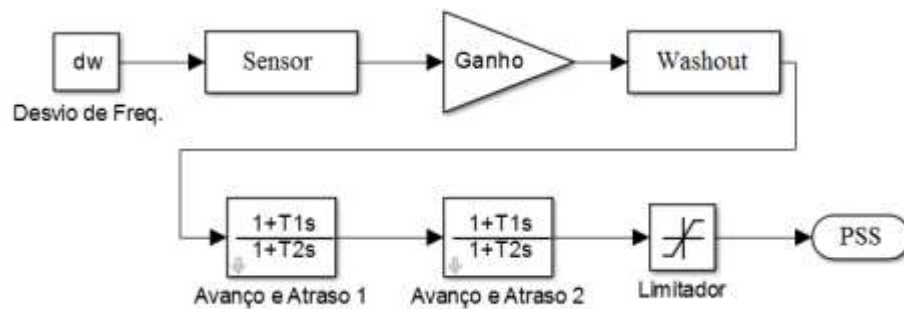 dw
Desvio de Freq.
Sensor
Ganho
Washout
1+T1s
1+T2s
Avanço e Atraso 1
1+T1s
1+T2s
Avanço e Atraso 2
Limitador
PSS